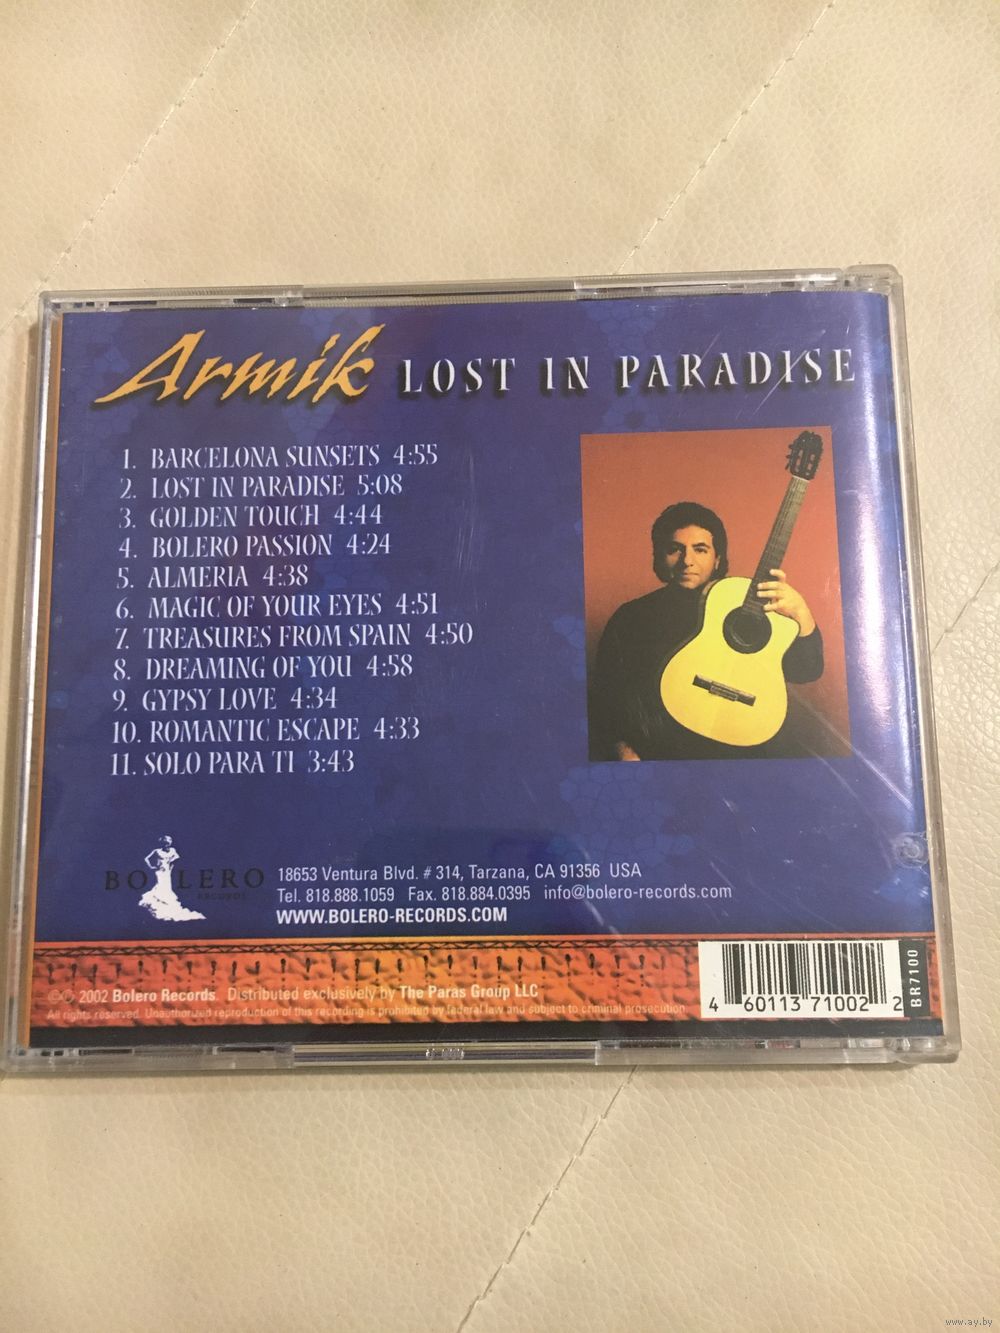 Armik LOST IN PARADISE
1. BARCELONA SUNSETS 4:55
2. LOST IN PARADISE 5:08
3. GOLDEN TOUCH 4:44
4. BOLERO PASSION 4:24
5. ALMERIA 4:38
6. MAGIC OF YOUR EYES 4:51
7. TREASURES FROM SPAIN 4:50
8. DREAMING OF YOU 4:58
9. GYPSY LOVE 4:34
10. ROMANTIC ESCAPE 4:33
11. SOLO PARA TI 3:43
BOLERO
RECORDS
18653 Ventura Blvd. # 314, Tarzana, CA 91356 USA
Tel. 818.888.1059 Fax. 818.884.0395 info@bolero-records.com
WWW.BOLERO-RECORDS.COM
©℗ 2002 Bolero Records. Distributed exclusively by The Paras Group LLC
All rights reserved. Unauthorized reproduction of this recording is prohibited by federal law and subject to criminal prosecution.
4 60113 71002 2
BR7100
www.ay.by